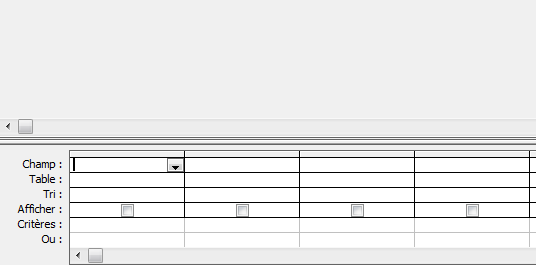 Champ :
Table :
Tri :
Afficher :
Critères :
Ou :